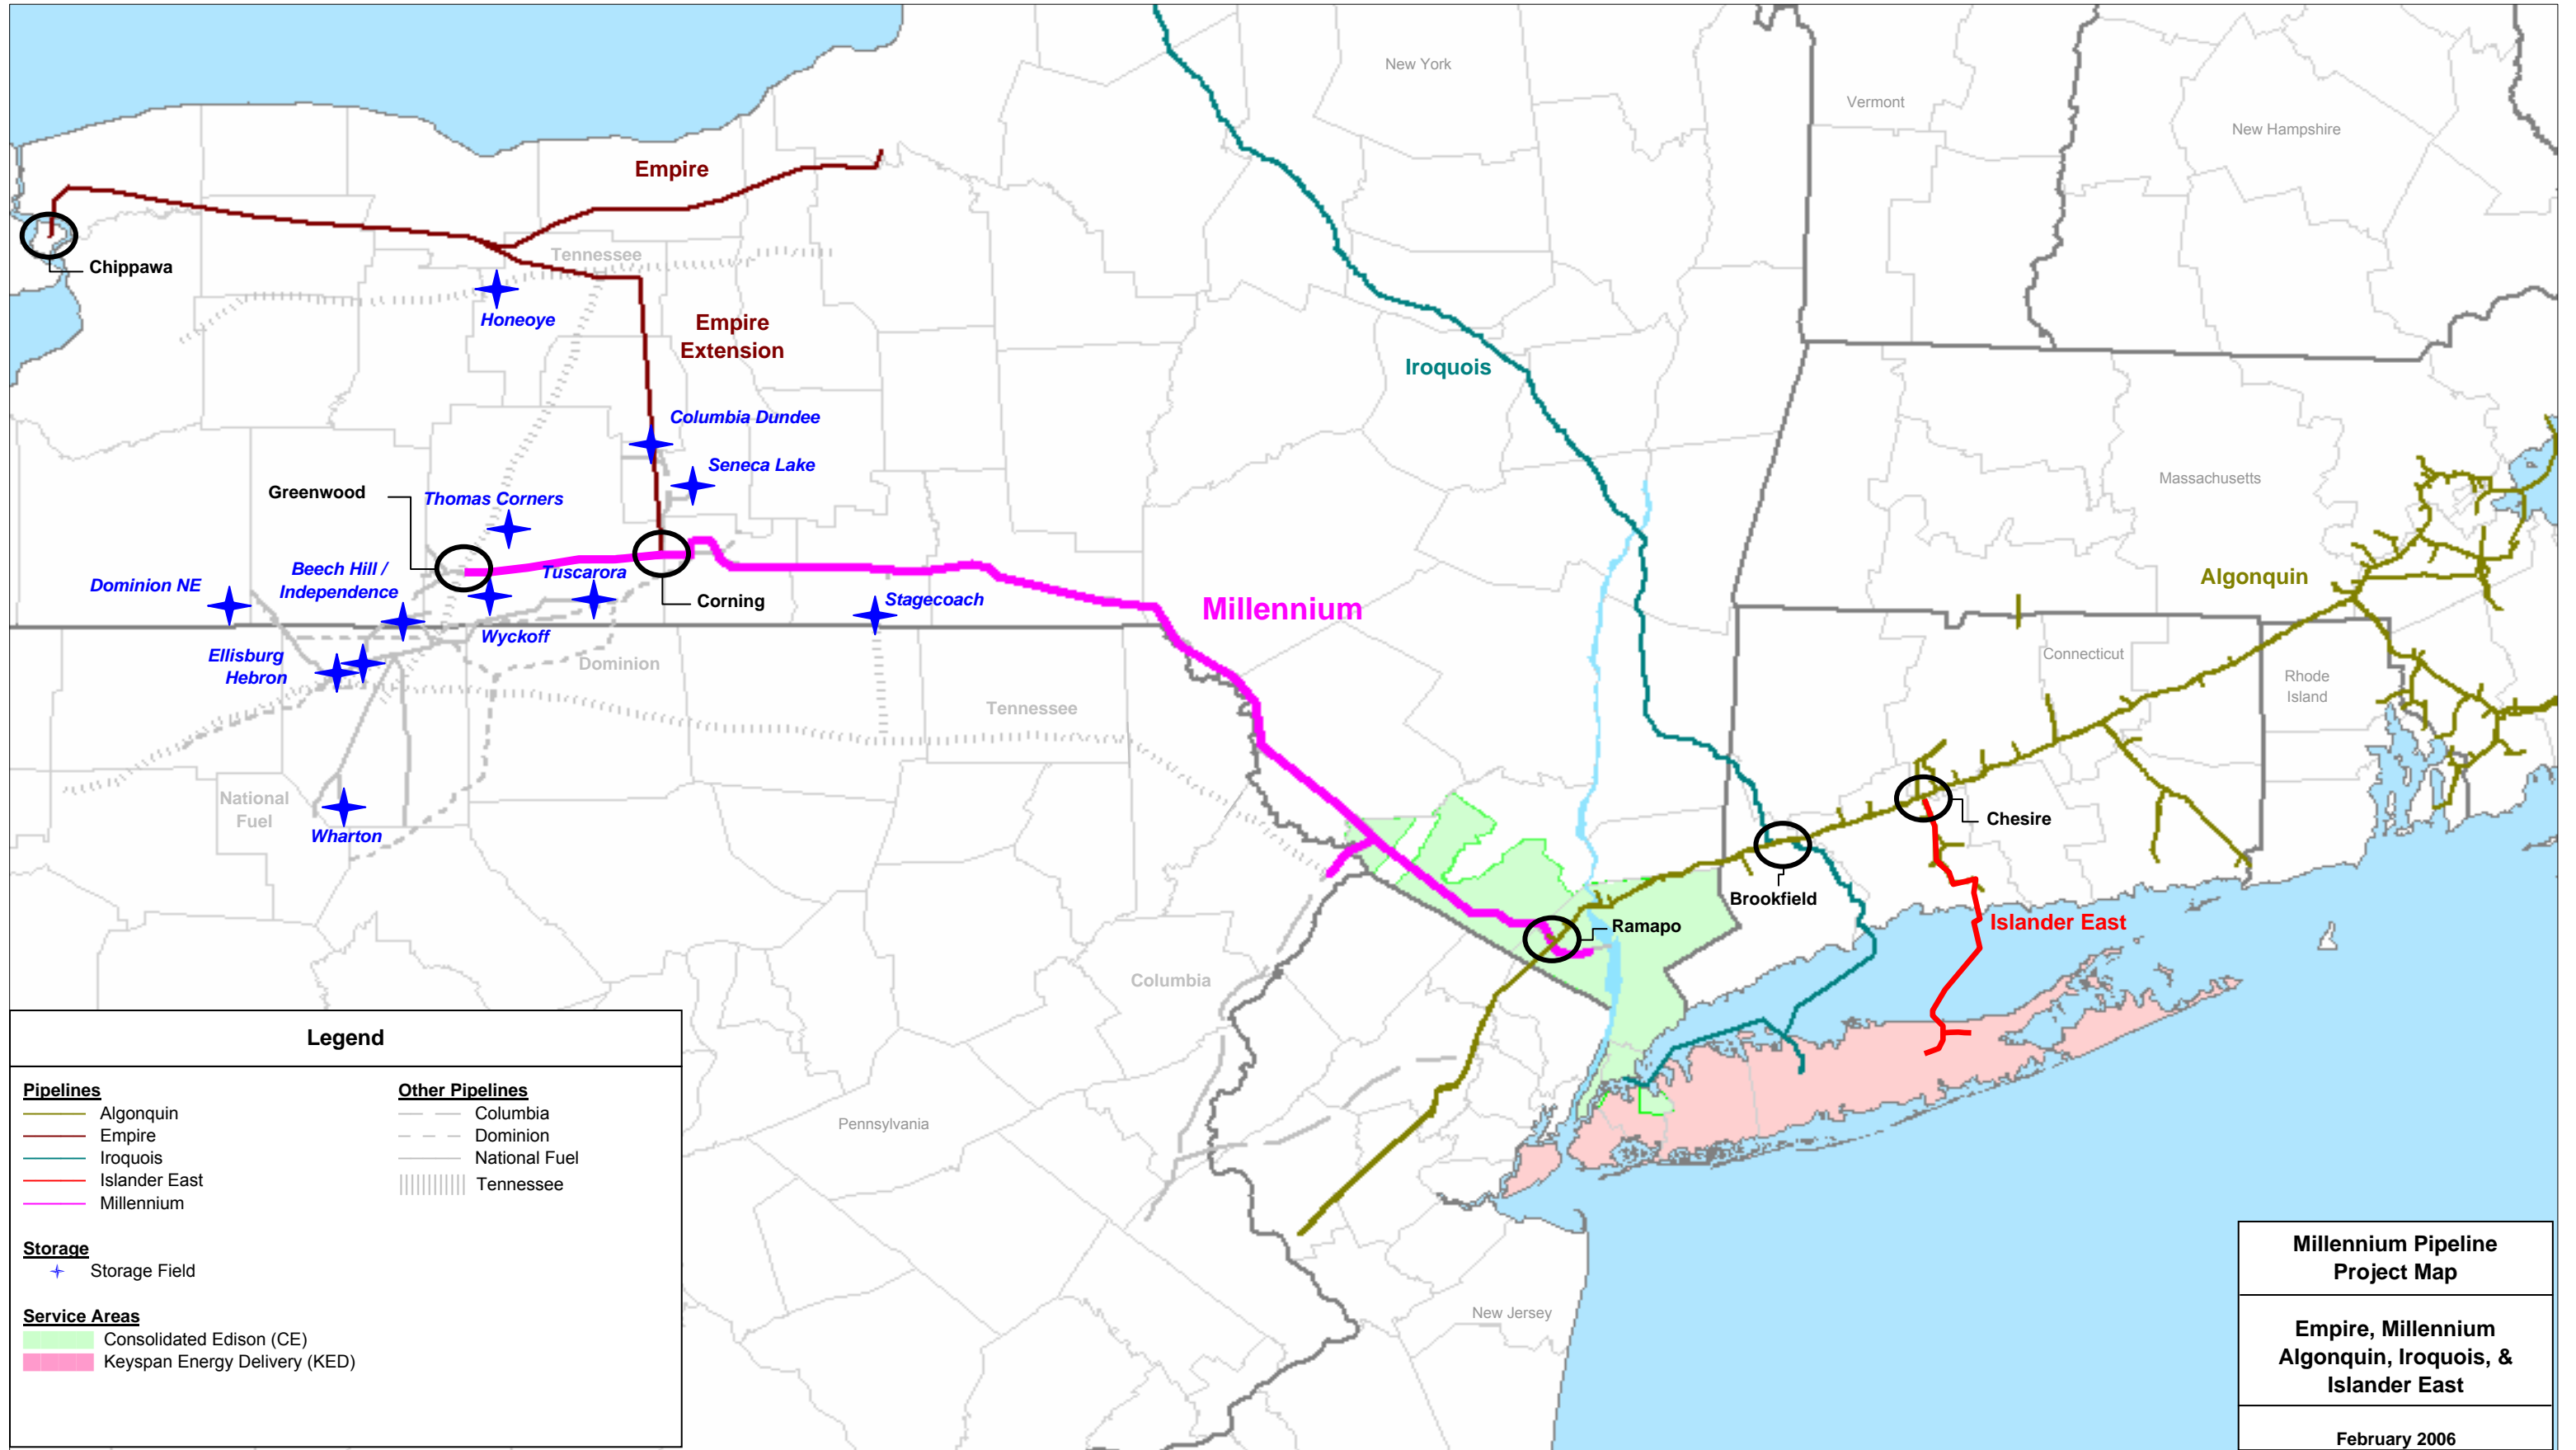 New York
Vermont
New Hampshire
Empire
Tennessee
Chippawa
Honeoye
Empire
Extension
Iroquois
Columbia Dundee
Seneca Lake
Massachusetts
Greenwood
Thomas Corners
Beech Hill /
Independence
Tuscarora
Dominion NE
Corning
Stagecoach
Millennium
Algonquin
Wyckoff
Ellisburg
Hebron
Dominion
Connecticut
Rhode
Island
Tennessee
National
Fuel
Wharton
Chesire
Brookfield
Ramapo
Islander East
Columbia
Pennsylvania
New Jersey
Legend
Pipelines
Algonquin
Empire
Iroquois
Islander East
Millennium
Other Pipelines
Columbia
Dominion
National Fuel
Tennessee
Storage
Storage Field
Service Areas
Consolidated Edison (CE)
Keyspan Energy Delivery (KED)
Millennium Pipeline
Project Map
Empire, Millennium
Algonquin, Iroquois, &
Islander East
February 2006